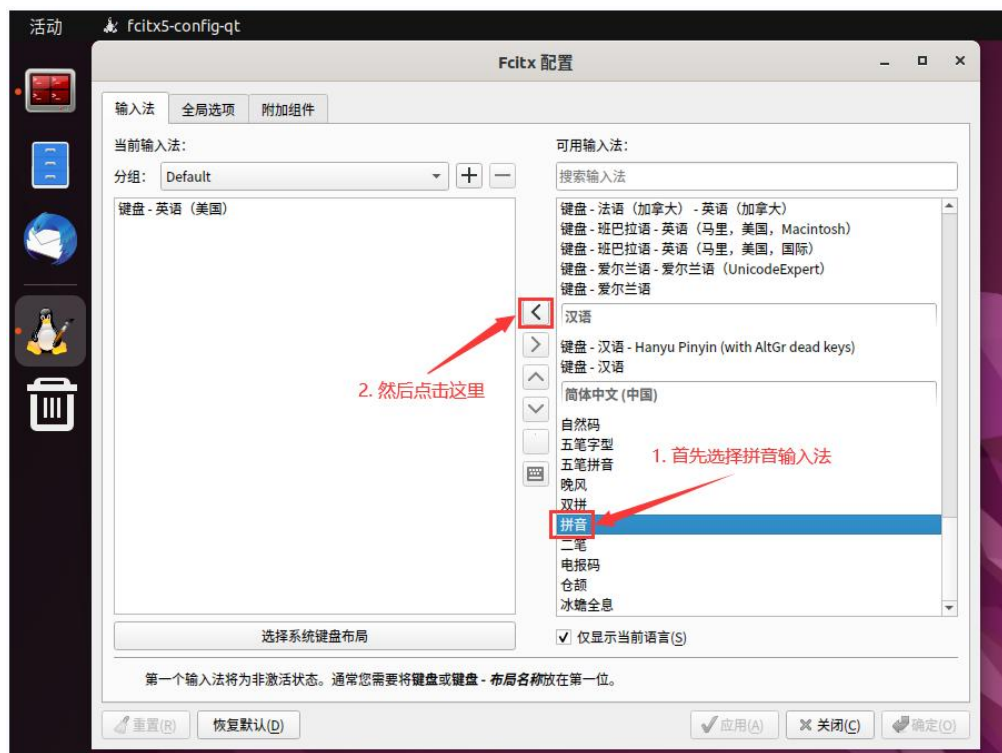 活动 fcitx5-config-qt
Fcitx 配置
输入法 全局选项 附加组件
当前输入法: 可用输入法:
分组: Default
搜索输入法
键盘 - 英语（美国）
键盘 - 法语（加拿大） - 英语（加拿大）
键盘 - 班巴拉语 - 英语（马里，美国，Macintosh）
键盘 - 班巴拉语 - 英语（马里，美国，国际）
键盘 - 爱尔兰语 - 爱尔兰语（UnicodeExpert）
键盘 - 爱尔兰语
汉语
键盘 - 汉语 - Hanyu Pinyin (with AltGr dead keys)
键盘 - 汉语
2. 然后点击这里
简体中文 (中国)
自然码
五笔字型
五笔拼音
1. 首先选择拼音输入法
晚风
双拼
拼音
二笔
电报码
仓颉
冰蟾全息
选择系统键盘布局
仅显示当前语言(S)
第一个输入法将为非激活状态。通常您需要将键盘或键盘 - 布局名称放在第一位。
重置(R) 恢复默认(D) 应用(A) 关闭(C) 确定(O)